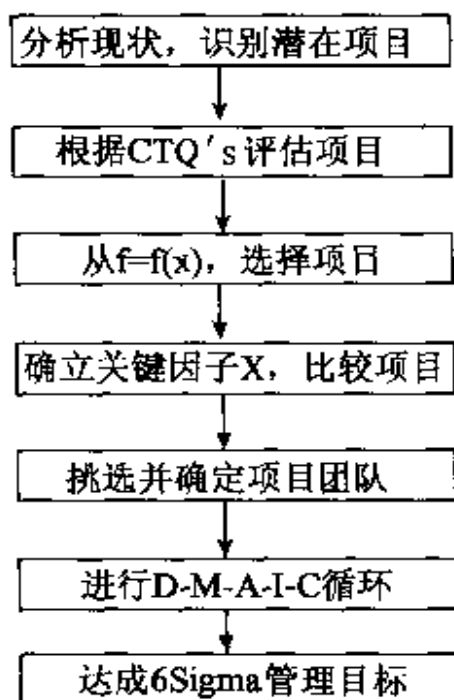 分析现状，识别潜在项目
根据CTQ's评估项目
从f=f(x)，选择项目
确立关键因子X，比较项目
挑选并确定项目团队
进行D-M-A-I-C循环
达成6Sigma管理目标